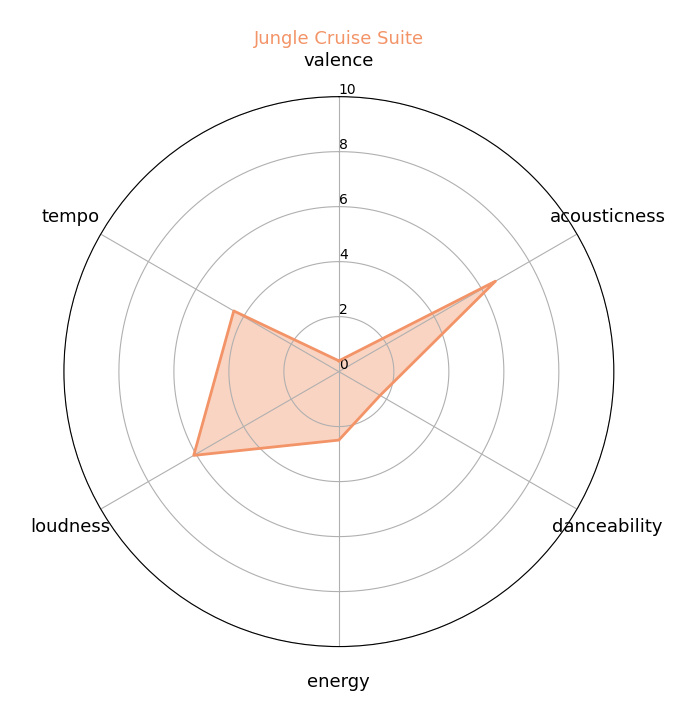 Jungle Cruise Suite
valence
10
8
acousticness
tempo
6
4
2
0
loudness
danceability
energy